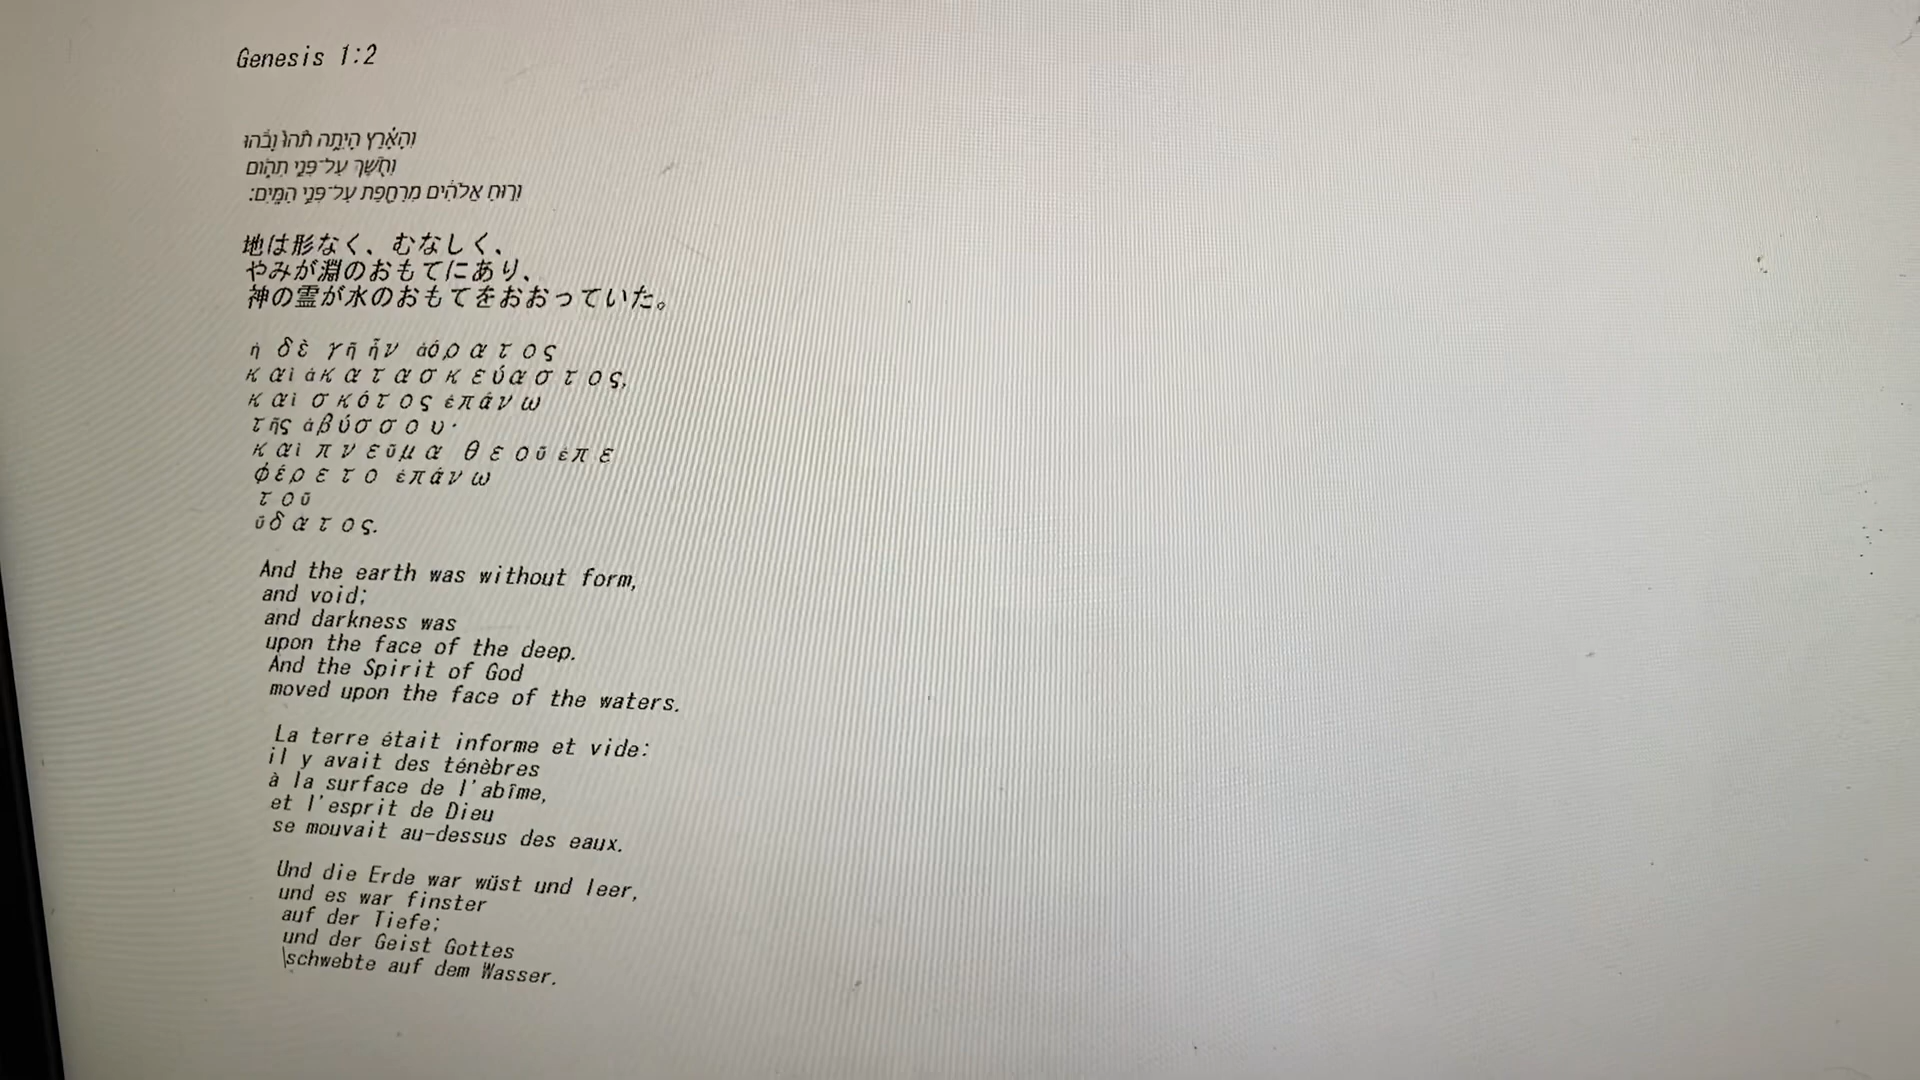 Genesis 1:2
וְהָאָ֗רֶץ הָיְתָ֥ה תֹ֙הוּ֙ וָבֹ֔הוּ
וְחֹ֖שֶׁךְ עַל־פְּנֵ֣י תְה֑וֹם
וְר֣וּחַ אֱלֹהִ֔ים מְרַחֶ֖פֶת עַל־פְּנֵ֥י הַמָּֽיִם׃
地は形なく、むなしく、
やみが淵のおもてにあり、
神の霊が水のおもてをおおっていた。
ἡ δὲ γῆ ἦν ἀόρατος
καὶ ἀκατασκεύαστος,
καὶ σκότος ἐπάνω
τῆς ἀβύσσου·
καὶ πνεῦμα θεοῦ ἐπε
φέρετο ἐπάνω
τοῦ
ὕδατος.
And the earth was without form,
and void;
and darkness was
upon the face of the deep.
And the Spirit of God
moved upon the face of the waters.
La terre était informe et vide:
il y avait des ténèbres
à la surface de l'abîme,
et l'esprit de Dieu
se mouvait au-dessus des eaux.
Und die Erde war wüst und leer,
und es war finster
auf der Tiefe;
und der Geist Gottes
schwebte auf dem Wasser.